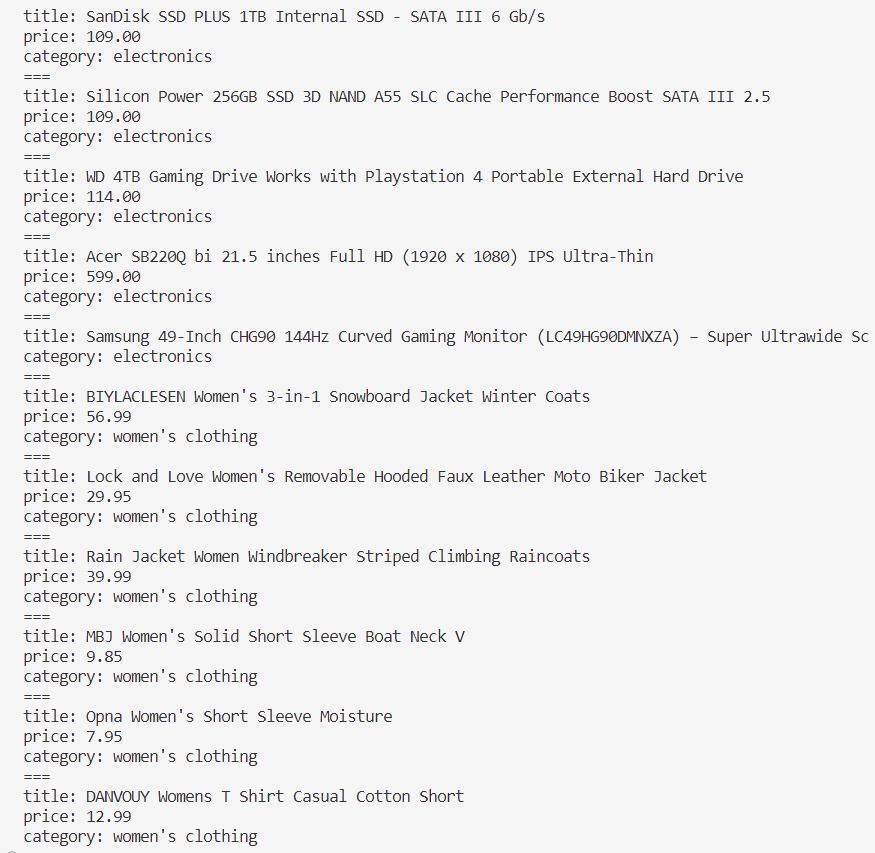 title: SanDisk SSD PLUS 1TB Internal SSD - SATA III 6 Gb/s
price: 109.00
category: electronics
===
title: Silicon Power 256GB SSD 3D NAND A55 SLC Cache Performance Boost SATA III 2.5
price: 109.00
category: electronics
===
title: WD 4TB Gaming Drive Works with Playstation 4 Portable External Hard Drive
price: 114.00
category: electronics
===
title: Acer SB220Q bi 21.5 inches Full HD (1920 x 1080) IPS Ultra-Thin
price: 599.00
category: electronics
===
title: Samsung 49-Inch CHG90 144Hz Curved Gaming Monitor (LC49HG90DMNXZA) – Super Ultrawide Sc
category: electronics
===
title: BIYLACLESEN Women's 3-in-1 Snowboard Jacket Winter Coats
price: 56.99
category: women's clothing
===
title: Lock and Love Women's Removable Hooded Faux Leather Moto Biker Jacket
price: 29.95
category: women's clothing
===
title: Rain Jacket Women Windbreaker Striped Climbing Raincoats
price: 39.99
category: women's clothing
===
title: MBJ Women's Solid Short Sleeve Boat Neck V
price: 9.85
category: women's clothing
===
title: Opna Women's Short Sleeve Moisture
price: 7.95
category: women's clothing
===
title: DANVOUY Womens T Shirt Casual Cotton Short
price: 12.99
category: women's clothing